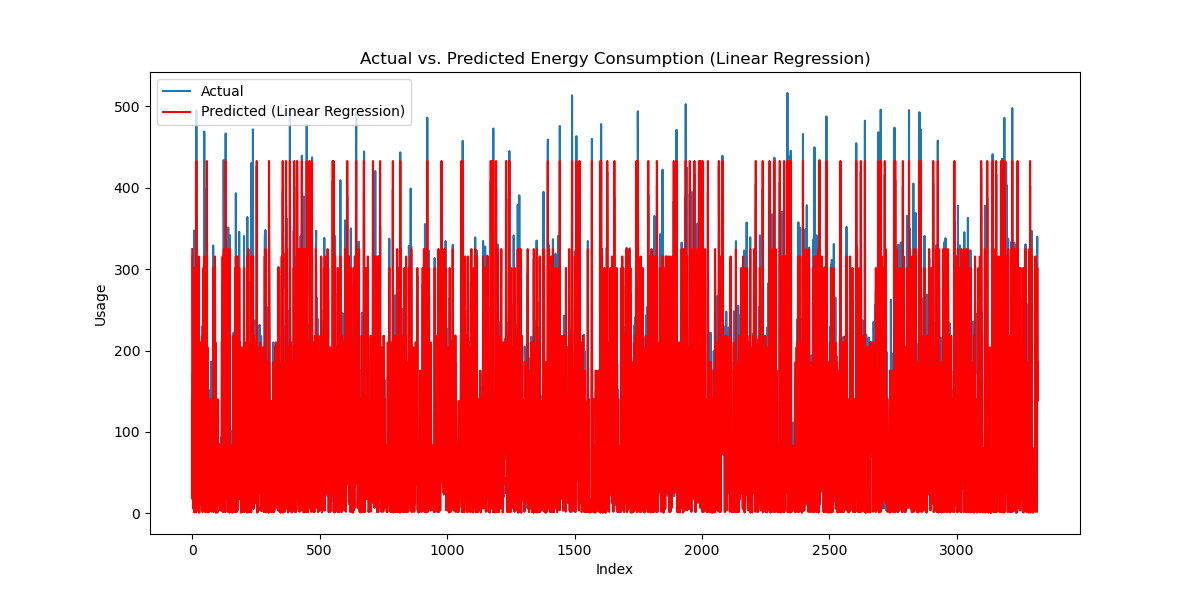 Actual vs. Predicted Energy Consumption (Linear Regression)
Actual
Predicted (Linear Regression)
500
400
300
200
100
0
Usage
0 500 1000 1500 2000 2500 3000
Index